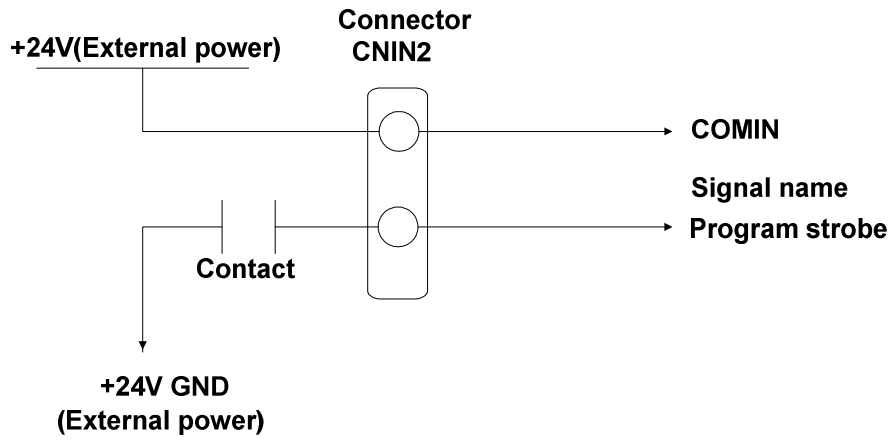 Connector
CNIN2
+24V(External power)
COMIN
Signal name
Program strobe
Contact
+24V GND
(External power)